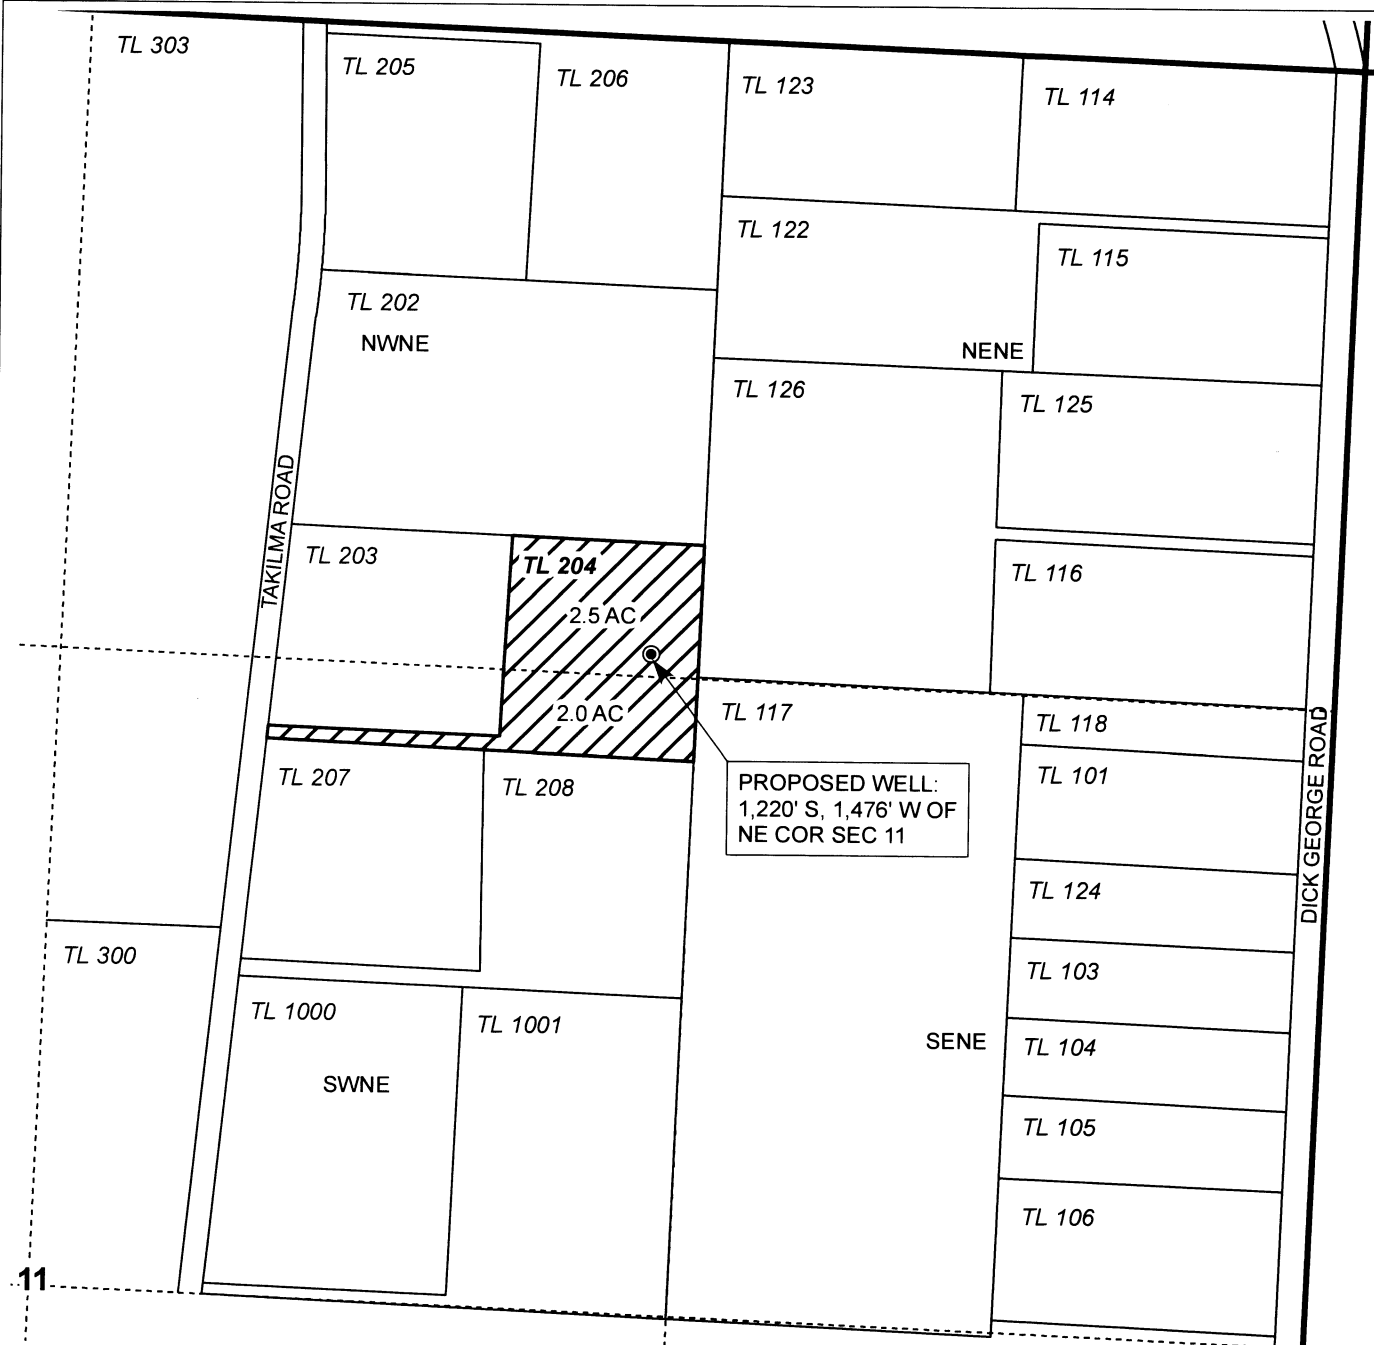 TL 303
TL 205
TL 206
TL 123
TL 114
TL 122
TL 115
TL 202
NWNE
NENE
TL 126
TL 125
TAKILMA ROAD
TL 203
TL 204
2.5 AC
TL 116
2.0 AC
TL 117
TL 118
TL 207
TL 208
PROPOSED WELL:
1,220' S, 1,476' W OF
NE COR SEC 11
TL 101
DICK GEORGE ROAD
TL 124
TL 300
TL 103
TL 1000
TL 1001
SENE
TL 104
SWNE
TL 105
TL 106
11